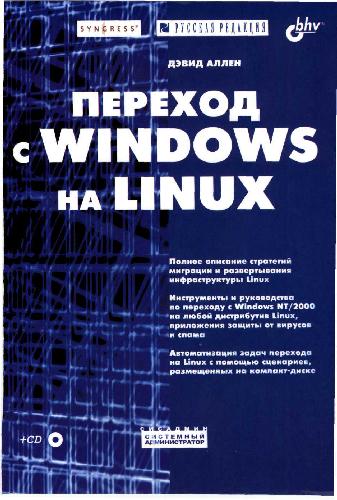 SYNGRESS®
РУССКАЯ РЕДАКЦИЯ
bhv®
ДЭВИД АЛЛЕН
ПЕРЕХОД
С WINDOWS
НА LINUX
Полное описание стратегий
миграции и развертывания
инфраструктуры Linux
Инструменты и руководства
по переходу с Windows NT/2000
на любой дистрибутив Linux,
приложения защиты от вирусов
и спама
Автоматизация задач перехода
на Linux с помощью сценариев,
размещенных на компакт-диске
+CD
СИСАДМИН
СИСТЕМНЫЙ
АДМИНИСТРАТОР